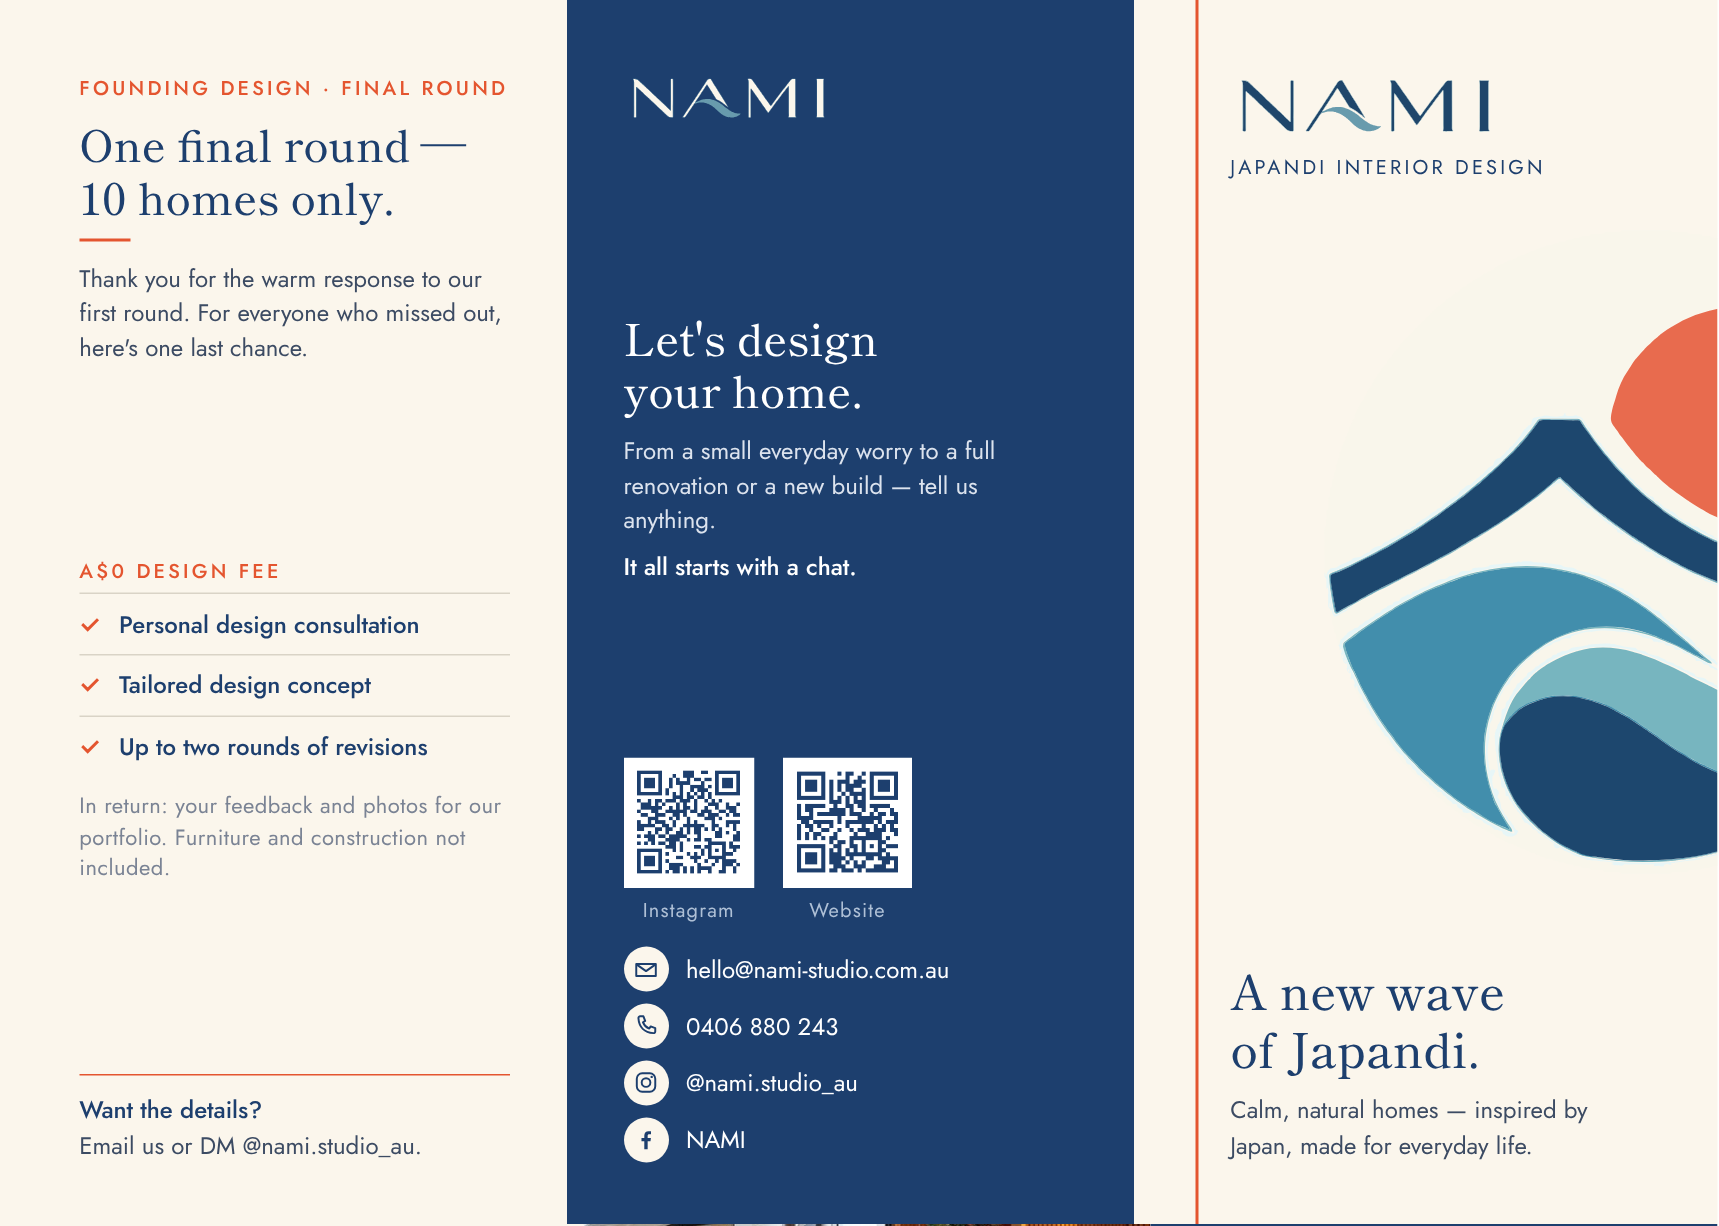 FOUNDING DESIGN · FINAL ROUND
One final round —
10 homes only.
Thank you for the warm response to our
first round. For everyone who missed out,
here's one last chance.
A$0 DESIGN FEE
Personal design consultation
Tailored design concept
Up to two rounds of revisions
In return: your feedback and photos for our
portfolio. Furniture and construction not
included.
Want the details?
Email us or DM @nami.studio_au.
NAMI
Let's design
your home.
From a small everyday worry to a full
renovation or a new build — tell us
anything.
It all starts with a chat.
Instagram
Website
hello@nami-studio.com.au
0406 880 243
@nami.studio_au
NAMI
NAMI
JAPANDI INTERIOR DESIGN
A new wave
of Japandi.
Calm, natural homes — inspired by
Japan, made for everyday life.